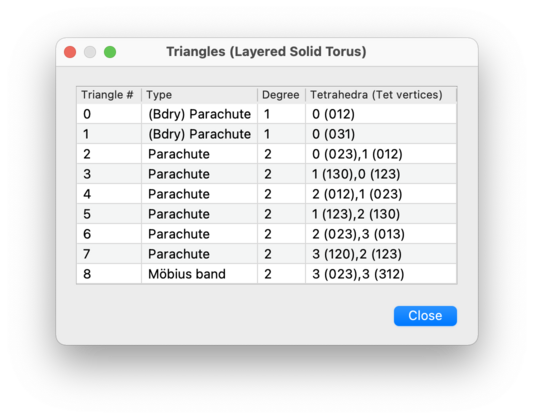 Triangles (Layered Solid Torus)
Triangle # Type Degree Tetrahedra (Tet vertices)
0 (Bdry) Parachute 1 0 (012)
1 (Bdry) Parachute 1 0 (031)
2 Parachute 2 0 (023),1 (012)
3 Parachute 2 1 (130),0 (123)
4 Parachute 2 2 (012),1 (023)
5 Parachute 2 1 (123),2 (130)
6 Parachute 2 2 (023),3 (013)
7 Parachute 2 3 (120),2 (123)
8 Möbius band 2 3 (023),3 (312)
Close